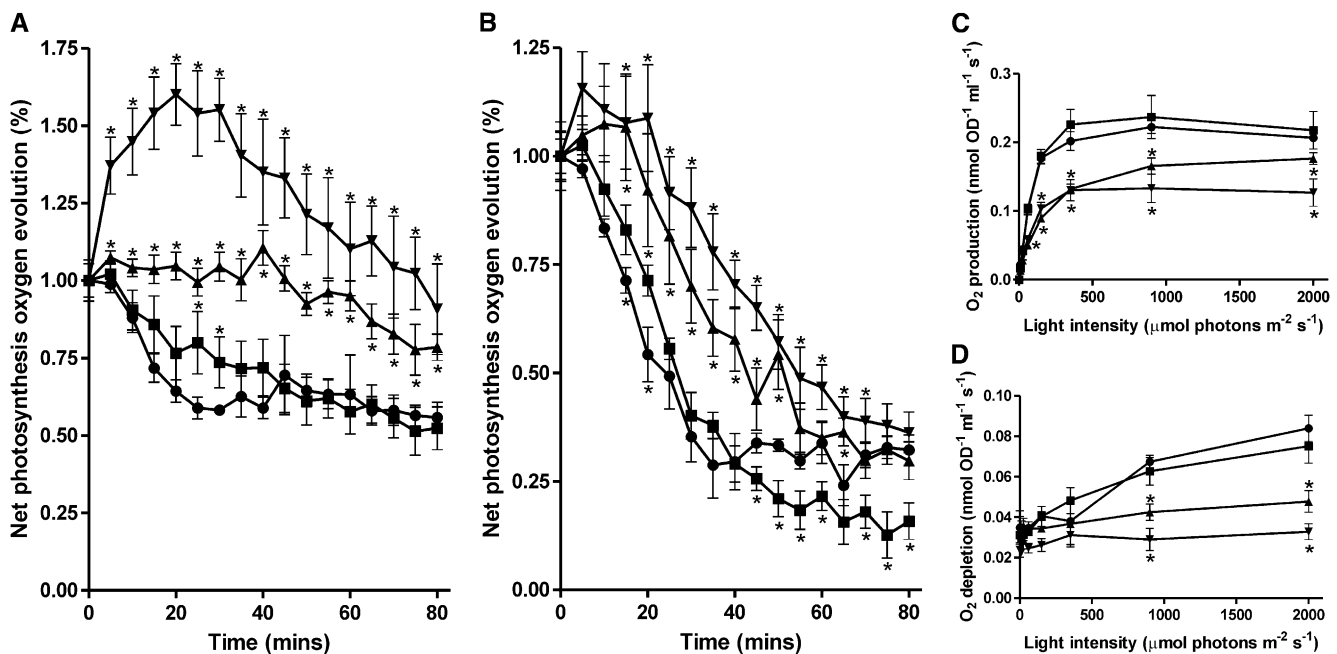 A
Net photosynthesis oxygen evolution (%)
1.75
1.50
1.25
1.00
0.75
0.50
0.25
0.00
0 20 40 60 80
Time (mins)
B
Net photosynthesis oxygen evolution (%)
1.25
1.00
0.75
0.50
0.25
0.00
0 20 40 60 80
Time (mins)
C
O₂ production (nmol OD⁻¹ ml⁻¹ s⁻¹)
0.3
0.2
0.1
0.0
0 500 1000 1500 2000
Light intensity (μmol photons m⁻² s⁻¹)
D
O₂ depletion (nmol OD⁻¹ ml⁻¹ s⁻¹)
0.10
0.08
0.06
0.04
0.02
0.00
0 500 1000 1500 2000
Light intensity (μmol photons m⁻² s⁻¹)